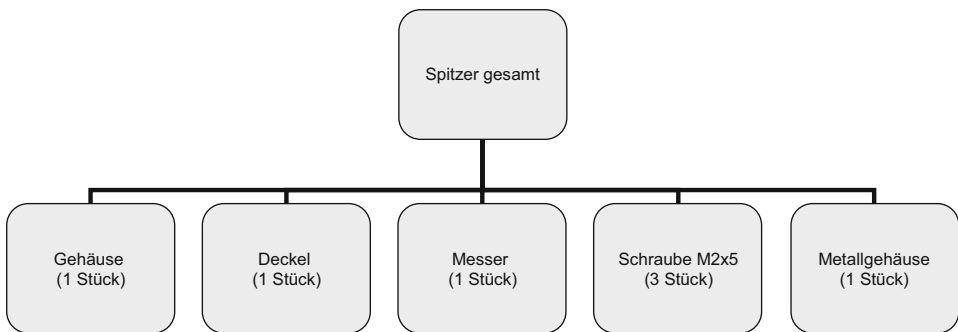 Spitzer gesamt
Gehäuse
(1 Stück)
Deckel
(1 Stück)
Messer
(1 Stück)
Schraube M2x5
(3 Stück)
Metallgehäuse
(1 Stück)